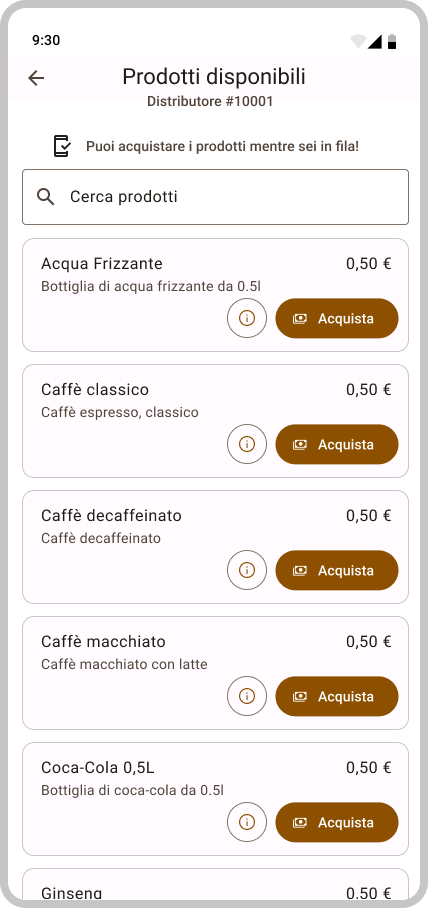 9:30
Prodotti disponibili
Distributore #10001
Puoi acquistare i prodotti mentre sei in fila!
Cerca prodotti
Acqua Frizzante 0,50 €
Bottiglia di acqua frizzante da 0.5l
Acquista
Caffè classico 0,50 €
Caffè espresso, classico
Acquista
Caffè decaffeinato 0,50 €
Caffè decaffeinato
Acquista
Caffè macchiato 0,50 €
Caffè macchiato con latte
Acquista
Coca-Cola 0,5L 0,50 €
Bottiglia di coca-cola da 0.5l
Acquista
Ginseng 0,50 €